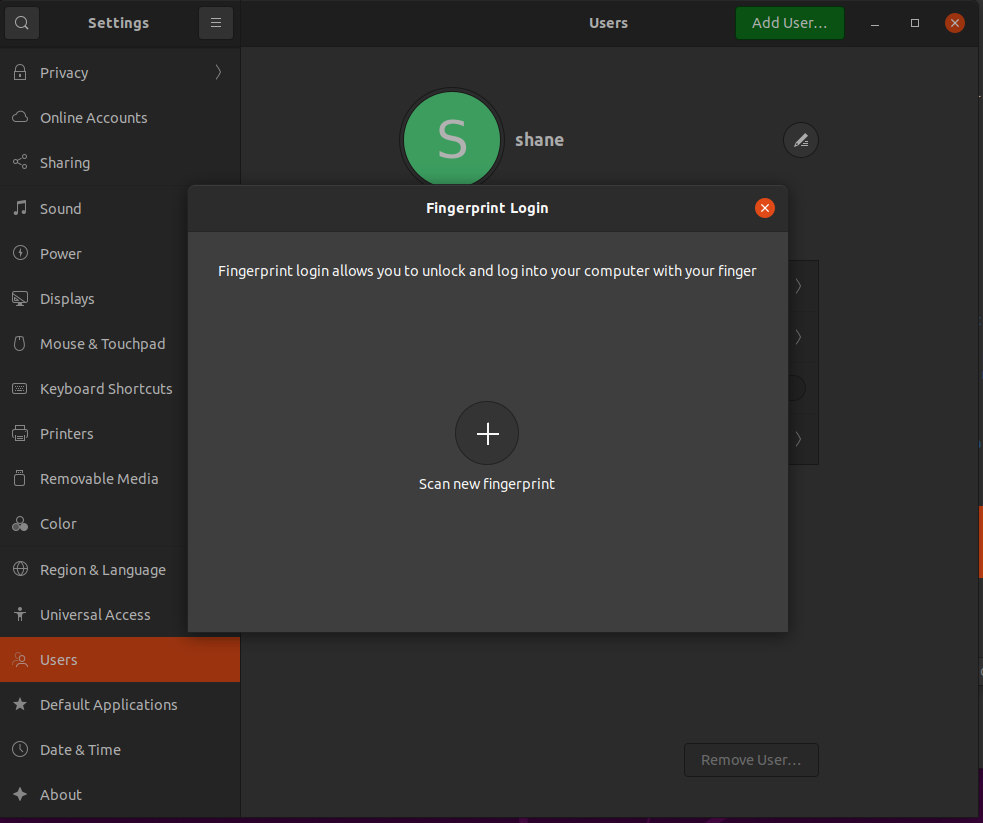 Settings
Users
Add User…
Privacy
Online Accounts
Sharing
Sound
Power
Displays
Mouse & Touchpad
Keyboard Shortcuts
Printers
Removable Media
Color
Region & Language
Universal Access
Users
Default Applications
Date & Time
About
S
shane
Fingerprint Login
Fingerprint login allows you to unlock and log into your computer with your finger
Scan new fingerprint
Remove User…